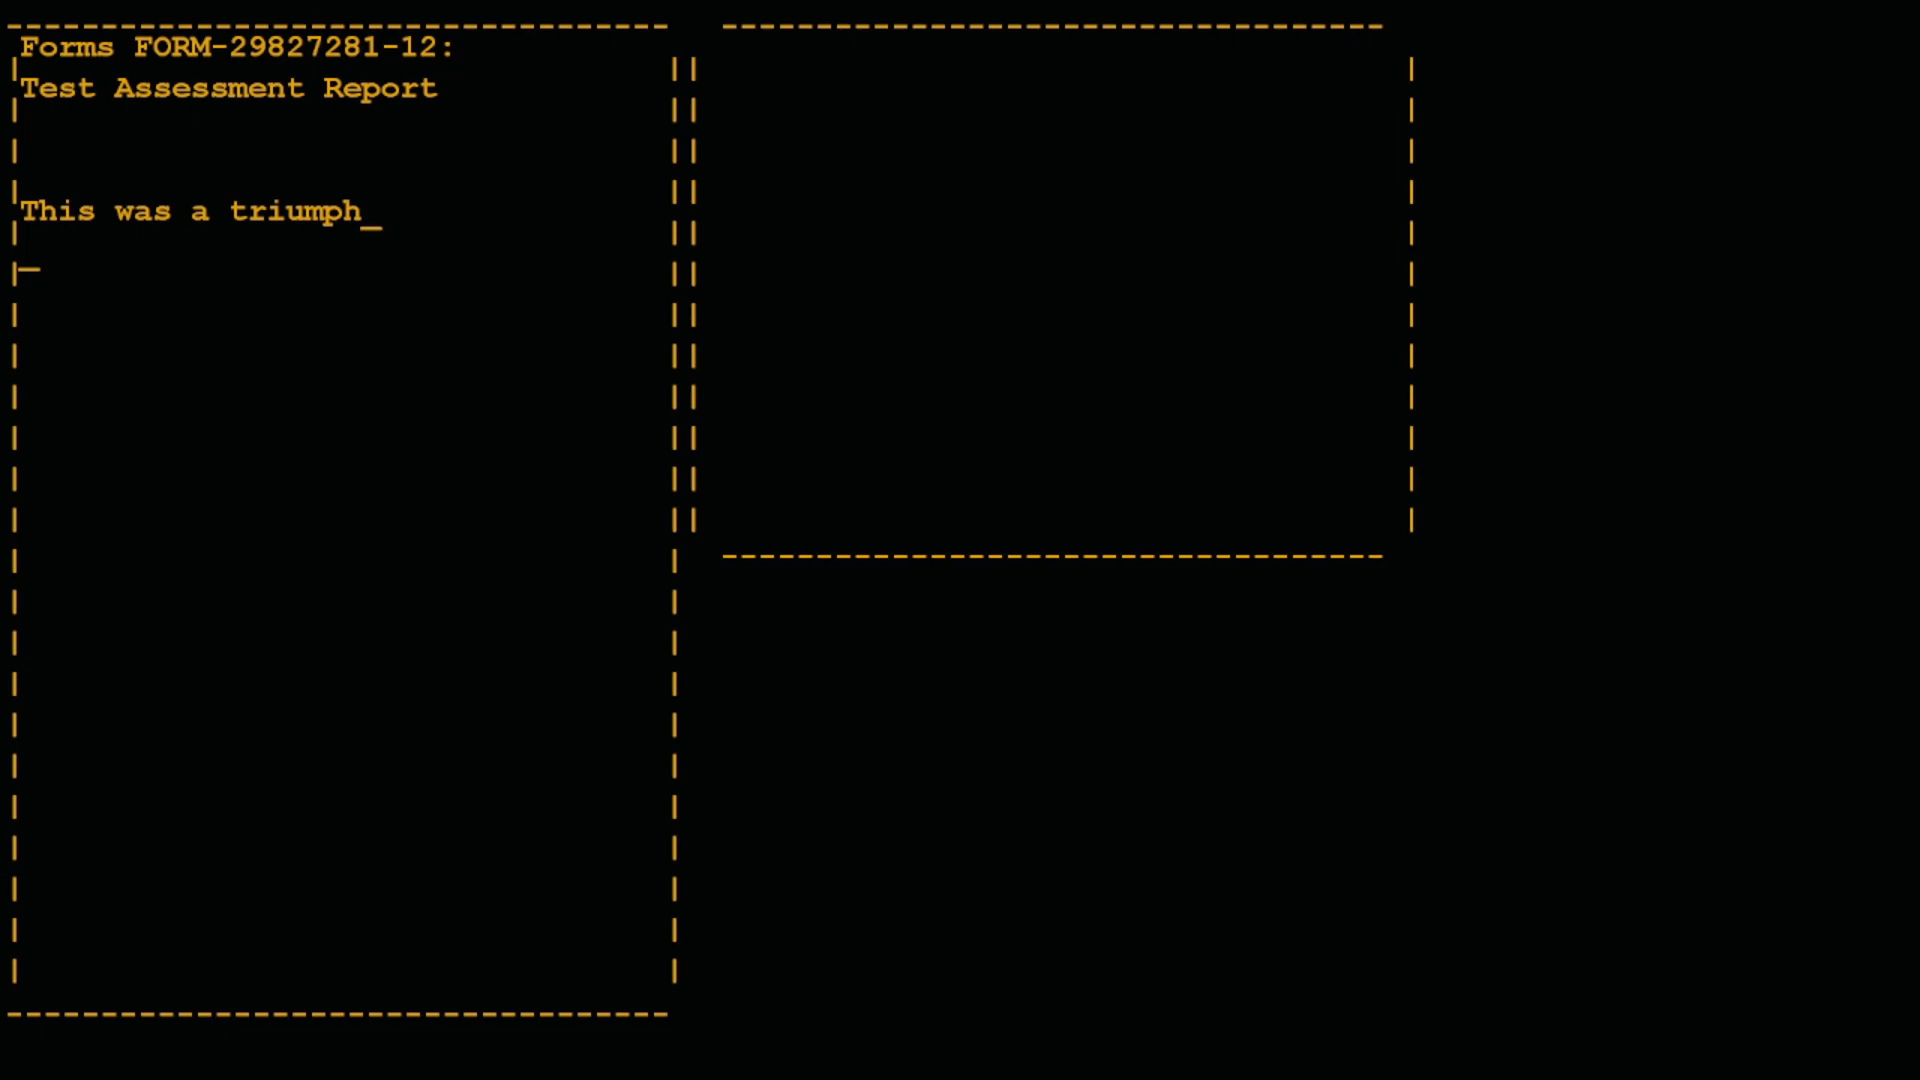 Forms FORM-29827281-12:
Test Assessment Report
This was a triumph_